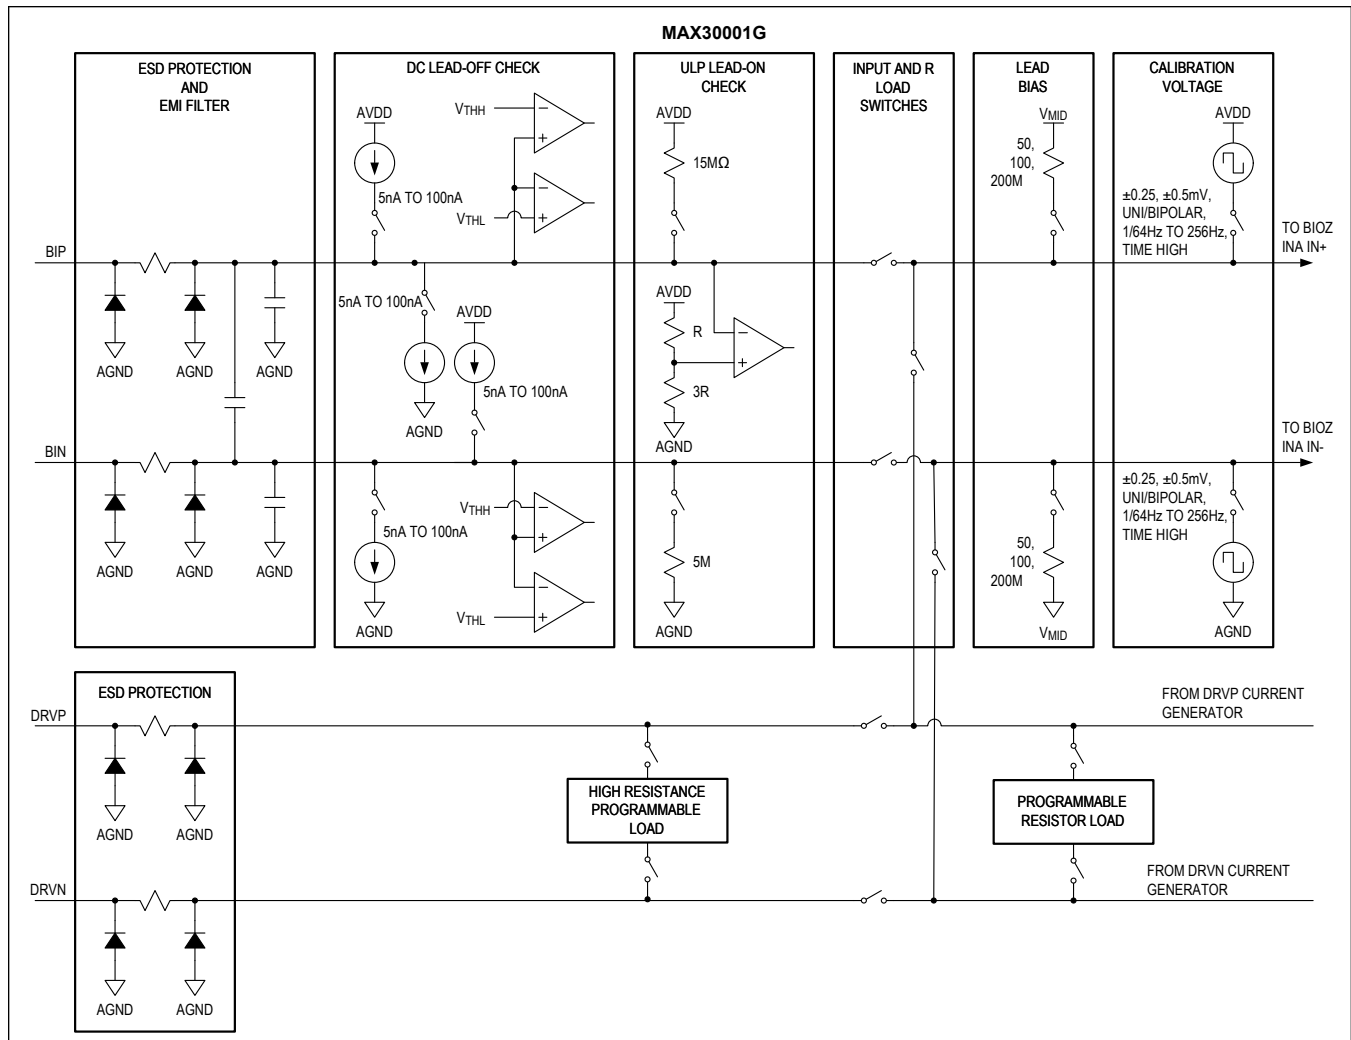 MAX30001G
ESD PROTECTION
AND
EMI FILTER
DC LEAD-OFF CHECK
ULP LEAD-ON
CHECK
INPUT AND R
LOAD
SWITCHES
LEAD
BIAS
CALIBRATION
VOLTAGE
AVDD
5nA TO 100nA
VTHH
−
+
−
+
VTHL
AVDD
15MΩ
VMID
50,
100,
200M
AVDD
±0.25, ±0.5mV,
UNI/BIPOLAR,
1/64Hz TO 256Hz,
TIME HIGH
TO BIOZ
INA IN+
BIP
AGND
AGND
AGND
5nA TO 100nA
AGND
AVDD
5nA TO 100nA
AVDD
R
3R
AGND
−
+
BIN
TO BIOZ
INA IN-
AGND
AGND
AGND
5nA TO 100nA
AGND
VTHH
−
+
−
+
VTHL
5M
AGND
50,
100,
200M
VMID
±0.25, ±0.5mV,
UNI/BIPOLAR,
1/64Hz TO 256Hz,
TIME HIGH
AGND
ESD PROTECTION
DRVP
FROM DRVP CURRENT
GENERATOR
AGND
AGND
HIGH RESISTANCE
PROGRAMMABLE
LOAD
PROGRAMMABLE
RESISTOR LOAD
DRVN
FROM DRVN CURRENT
GENERATOR
AGND
AGND